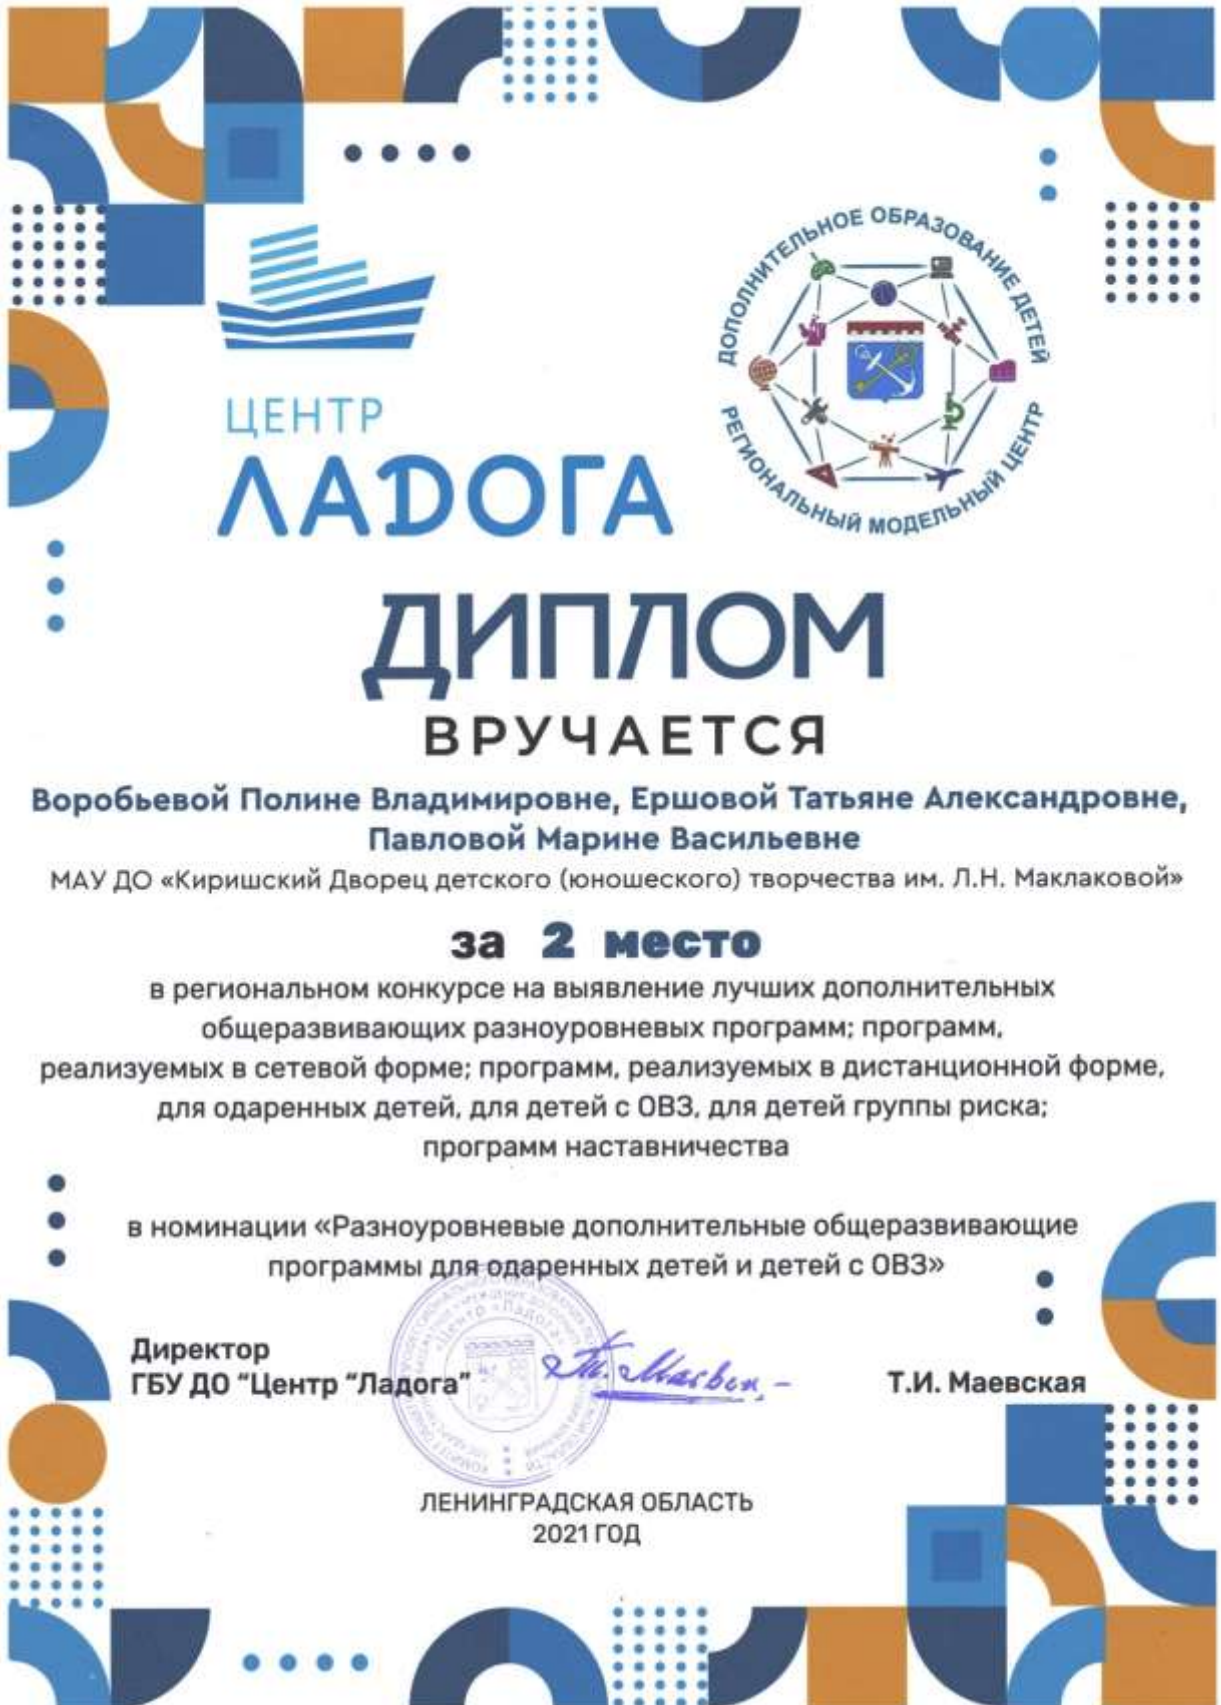 ДОПОЛНИТЕЛЬНОЕ ОБРАЗОВАНИЕ ДЕТЕЙ
РЕГИОНАЛЬНЫЙ МОДЕЛЬНЫЙ ЦЕНТР
ЦЕНТР
ЛАДОГА
ДИПЛОМ
ВРУЧАЕТСЯ
Воробьевой Полине Владимировне, Ершовой Татьяне Александровне,
Павловой Марине Васильевне
МАУ ДО «Киришский Дворец детского (юношеского) творчества им. Л.Н. Маклаковой»
за 2 место
в региональном конкурсе на выявление лучших дополнительных
общеразвивающих разноуровневых программ; программ,
реализуемых в сетевой форме; программ, реализуемых в дистанционной форме,
для одаренных детей, для детей с ОВЗ, для детей группы риска;
программ наставничества
в номинации «Разноуровневые дополнительные общеразвивающие
программы для одаренных детей и детей с ОВЗ»
Директор
ГБУ ДО "Центр "Ладога"
Т.И. Маевская
«Центр «Ладога»
ЛЕНИНГРАДСКАЯ ОБЛАСТЬ
2021 ГОД